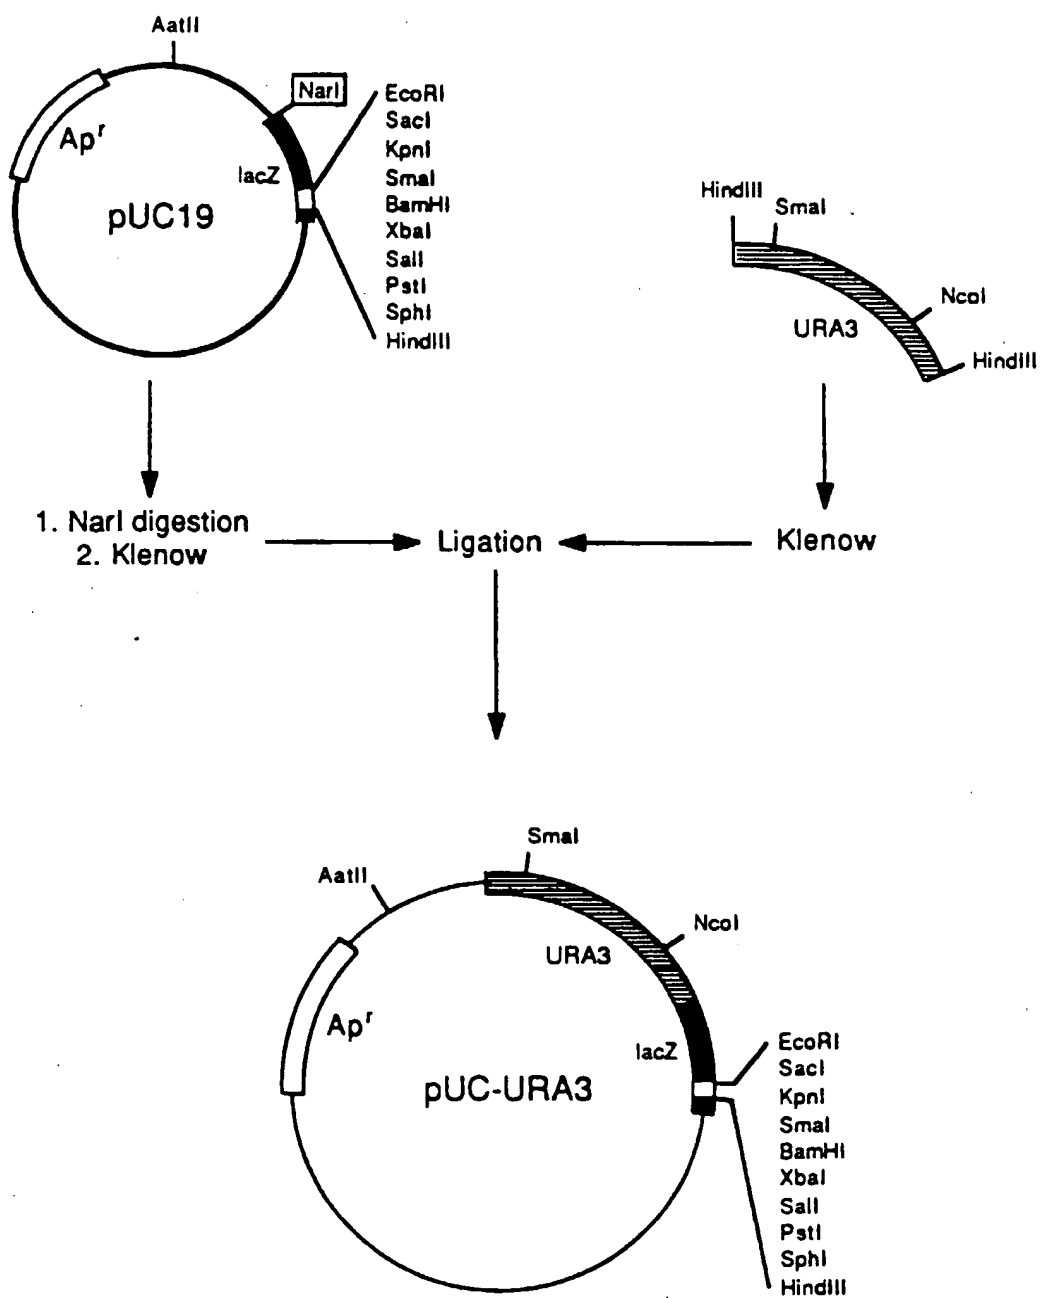 AatII
NarI
EcoRI
SacI
KpnI
SmaI
BamHI
XbaI
SalI
PstI
SphI
HindIII
Apr
lacZ
pUC19
HindIII
SmaI
NcoI
URA3
HindIII
1. NarI digestion
2. Klenow
Ligation
Klenow
SmaI
AatII
NcoI
URA3
Apr
lacZ
pUC-URA3
EcoRI
SacI
KpnI
SmaI
BamHI
XbaI
SalI
PstI
SphI
HindIII